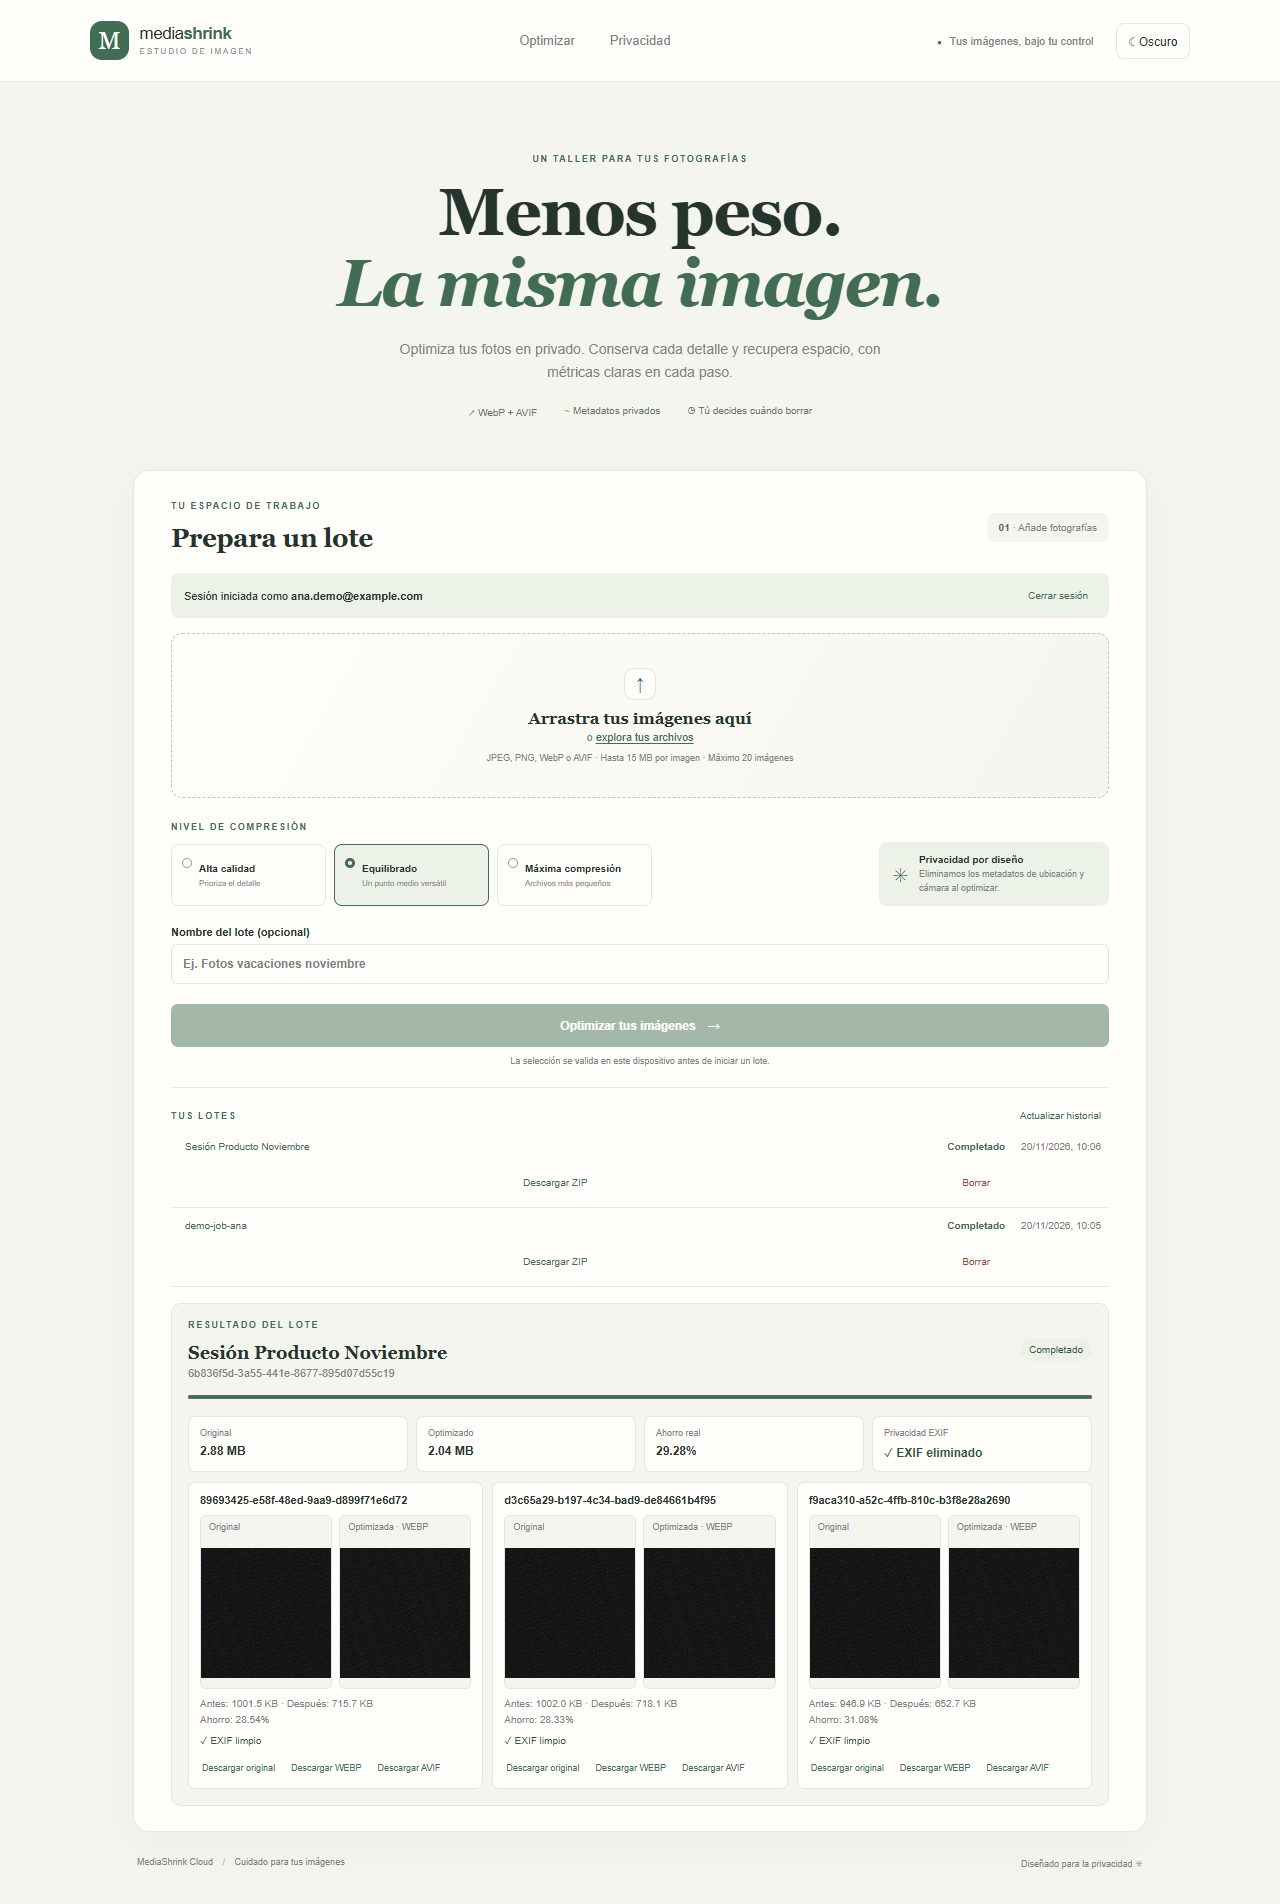 M mediashrink
ESTUDIO DE IMAGEN
Optimizar
Privacidad
• Tus imágenes, bajo tu control
☾ Oscuro
UN TALLER PARA TUS FOTOGRAFÍAS
Menos peso.
La misma imagen.
Optimiza tus fotos en privado. Conserva cada detalle y recupera espacio, con
métricas claras en cada paso.
↗ WebP + AVIF
~ Metadatos privados
◷ Tú decides cuándo borrar
TU ESPACIO DE TRABAJO
Prepara un lote
01 · Añade fotografías
Sesión iniciada como ana.demo@example.com
Cerrar sesión
↑
Arrastra tus imágenes aquí
o explora tus archivos
JPEG, PNG, WebP o AVIF · Hasta 15 MB por imagen · Máximo 20 imágenes
NIVEL DE COMPRESIÓN
Alta calidad
Prioriza el detalle
Equilibrado
Un punto medio versátil
Máxima compresión
Archivos más pequeños
Privacidad por diseño
Eliminamos los metadatos de ubicación y
cámara al optimizar.
Nombre del lote (opcional)
Ej. Fotos vacaciones noviembre
Optimizar tus imágenes →
La selección se valida en este dispositivo antes de iniciar un lote.
TUS LOTES
Actualizar historial
Sesión Producto Noviembre
Completado
20/11/2026, 10:06
Descargar ZIP
Borrar
demo-job-ana
Completado
20/11/2026, 10:05
Descargar ZIP
Borrar
RESULTADO DEL LOTE
Sesión Producto Noviembre
6b836f5d-3a55-441e-8677-895d07d55c19
Completado
Original
2.88 MB
Optimizado
2.04 MB
Ahorro real
29.28%
Privacidad EXIF
✓ EXIF eliminado
89693425-e58f-48ed-9aa9-d899f71e6d72
Original
Optimizada · WEBP
Antes: 1001.5 KB · Después: 715.7 KB
Ahorro: 28.54%
✓ EXIF limpio
Descargar original
Descargar WEBP
Descargar AVIF
d3c65a29-b197-4c34-bad9-de84661b4f95
Original
Optimizada · WEBP
Antes: 1002.0 KB · Después: 718.1 KB
Ahorro: 28.33%
✓ EXIF limpio
Descargar original
Descargar WEBP
Descargar AVIF
f9aca310-a52c-4ffb-810c-b3f8e28a2690
Original
Optimizada · WEBP
Antes: 946.9 KB · Después: 652.7 KB
Ahorro: 31.08%
✓ EXIF limpio
Descargar original
Descargar WEBP
Descargar AVIF
MediaShrink Cloud / Cuidado para tus imágenes
Diseñado para la privacidad ✳